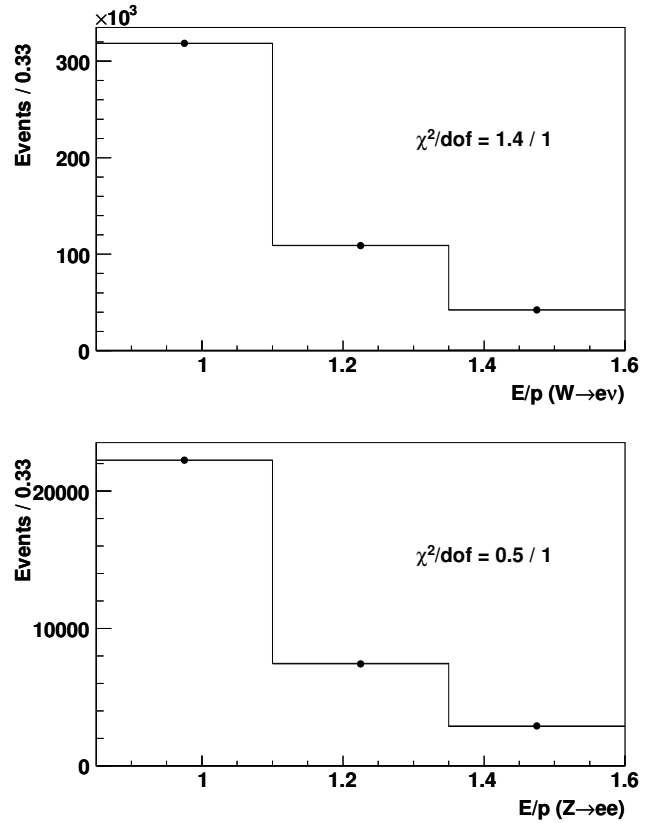 ×10³
300
200
100
0
Events / 0.33
χ²/dof = 1.4 / 1
1 1.2 1.4 1.6
E/p (W→eν)
20000
10000
0
Events / 0.33
χ²/dof = 0.5 / 1
1 1.2 1.4 1.6
E/p (Z→ee)